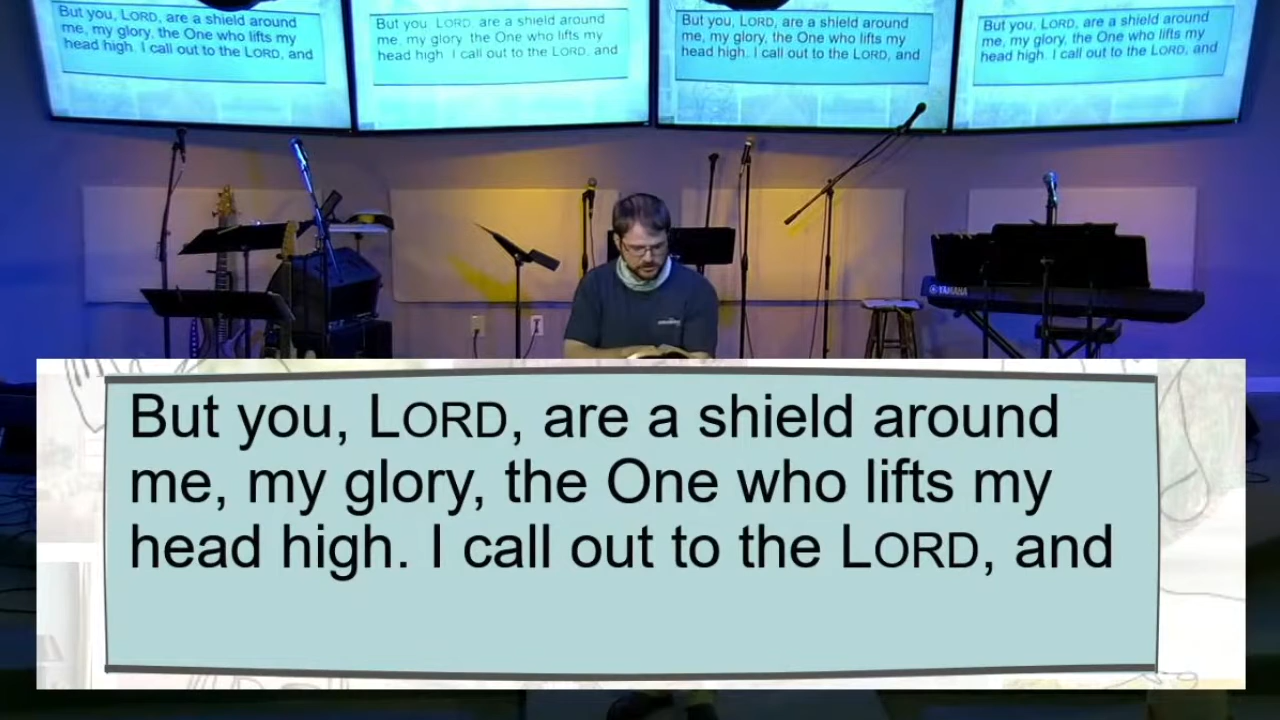 But you, LORD, are a shield around
me, my glory, the One who lifts my
head high. I call out to the LORD, and
But you, LORD, are a shield around
me, my glory, the One who lifts my
head high. I call out to the LORD, and
But you, LORD, are a shield around
me, my glory, the One who lifts my
head high. I call out to the LORD, and
But you, LORD, are a shield around
me, my glory, the One who lifts my
head high. I call out to the LORD, and
YAMAHA
But you, LORD, are a shield around
me, my glory, the One who lifts my
head high. I call out to the LORD, and